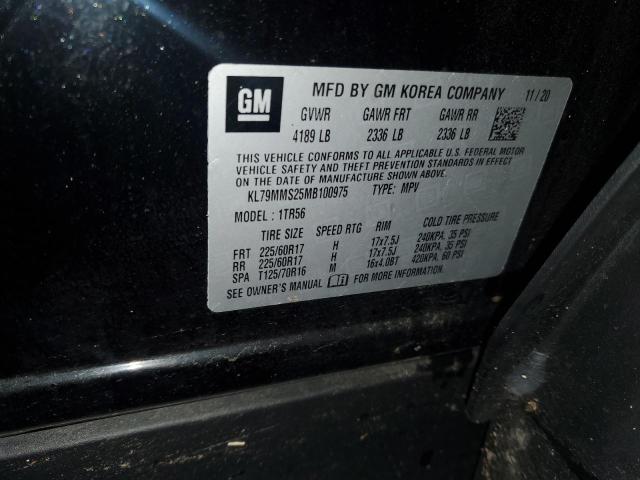 GM
MFD BY GM KOREA COMPANY 11/20
GVWR GAWR FRT GAWR RR
4189 LB 2336 LB 2336 LB
THIS VEHICLE CONFORMS TO ALL APPLICABLE U.S. FEDERAL MOTOR
VEHICLE SAFETY AND THEFT PREVENTION STANDARDS IN EFFECT
ON THE DATE OF MANUFACTURE SHOWN ABOVE.
KL79MMS25MB100975 TYPE: MPV
MODEL: 1TR56
TIRE SIZE SPEED RTG RIM COLD TIRE PRESSURE
FRT 225/60R17 H 17x7.5J 240KPA, 35 PSI
RR 225/60R17 H 17x7.5J 240KPA, 35 PSI
SPA T125/70R16 M 16x4.0BT 420KPA, 60 PSI
SEE OWNER'S MANUAL FOR MORE INFORMATION